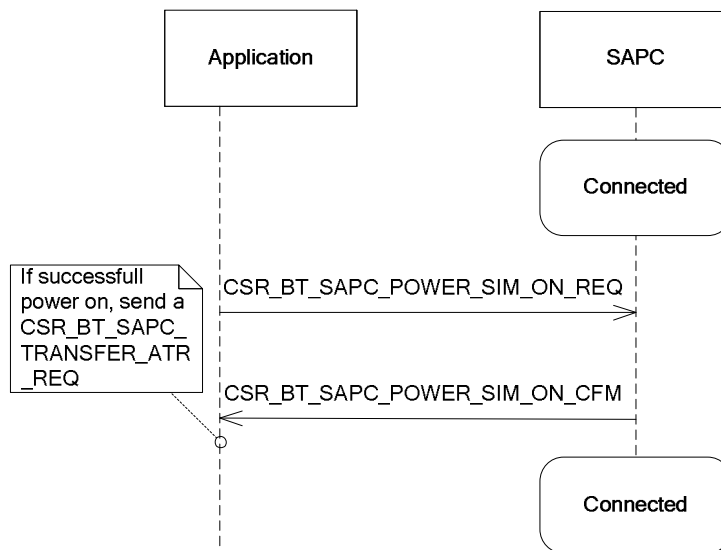 Application
SAPC
Connected
If successfull
power on, send a
CSR_BT_SAPC_
TRANSFER_ATR
_REQ
CSR_BT_SAPC_POWER_SIM_ON_REQ
CSR_BT_SAPC_POWER_SIM_ON_CFM
Connected